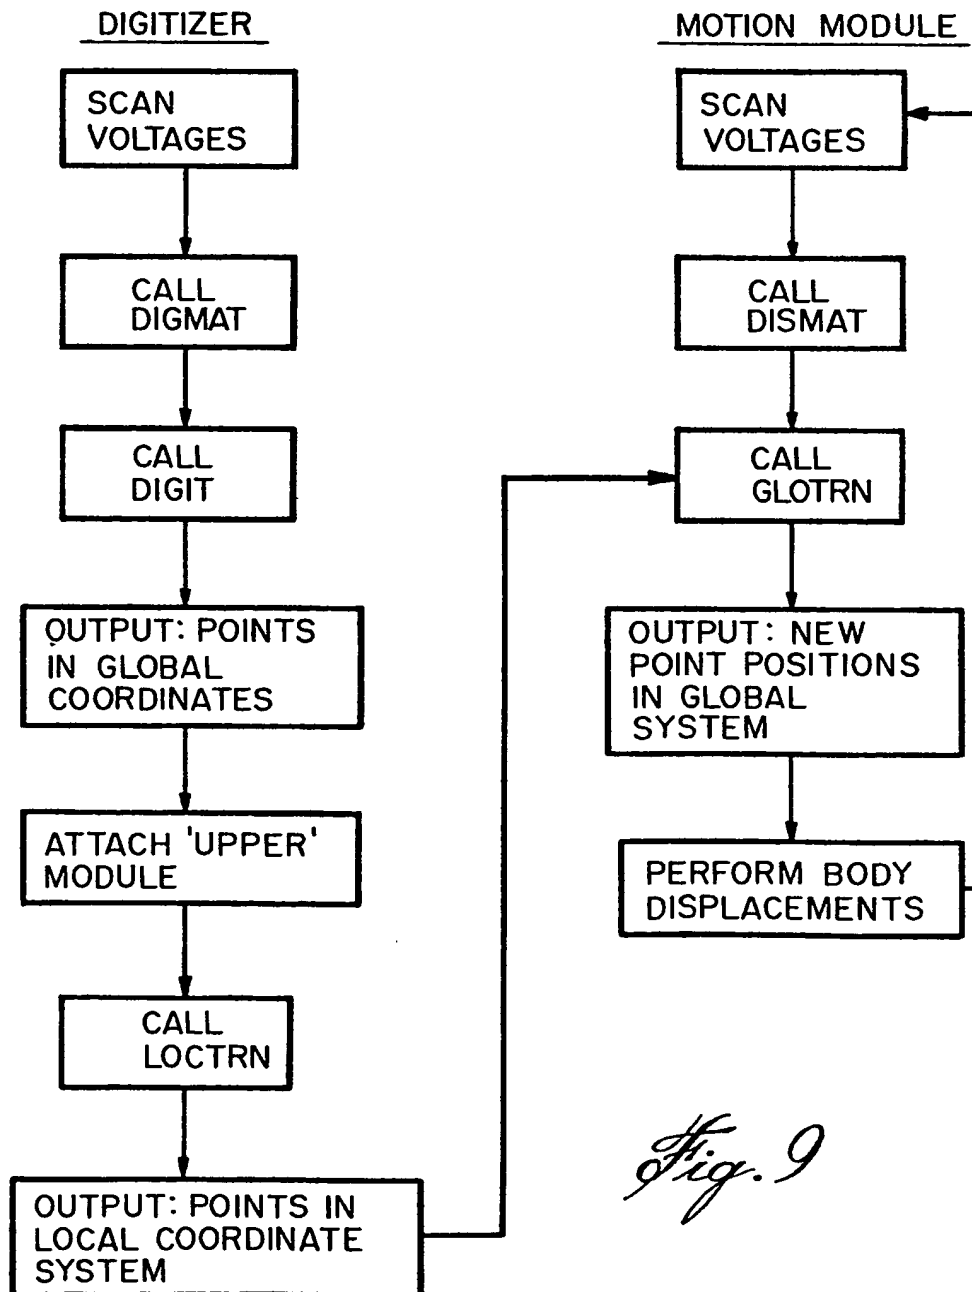 DIGITIZER
SCAN
VOLTAGES
CALL
DIGMAT
CALL
DIGIT
OUTPUT: POINTS
IN GLOBAL
COORDINATES
ATTACH 'UPPER'
MODULE
CALL
LOCTRN
OUTPUT: POINTS IN
LOCAL COORDINATE
SYSTEM
MOTION MODULE
SCAN
VOLTAGES
CALL
DISMAT
CALL
GLOTRN
OUTPUT: NEW
POINT POSITIONS
IN GLOBAL
SYSTEM
PERFORM BODY
DISPLACEMENTS
Fig. 9